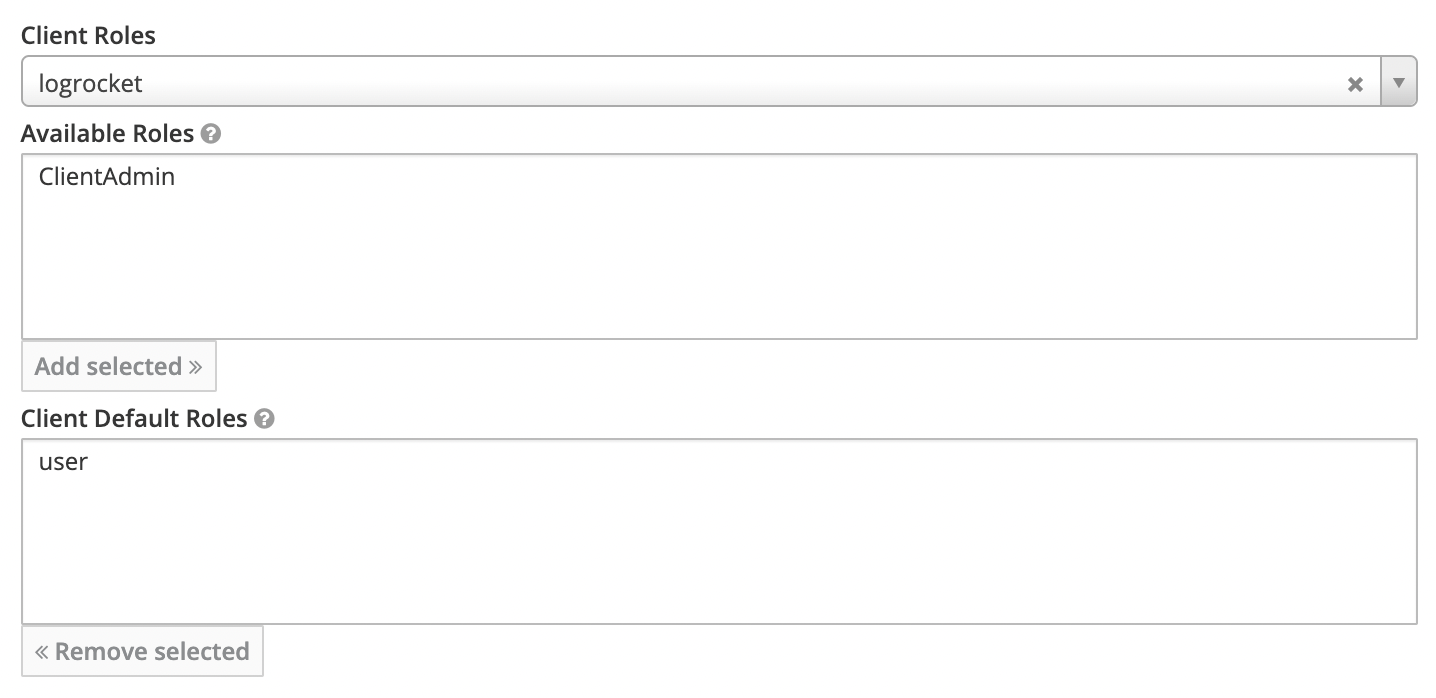 Client Roles
logrocket
Available Roles
ClientAdmin
Add selected »
Client Default Roles
user
« Remove selected